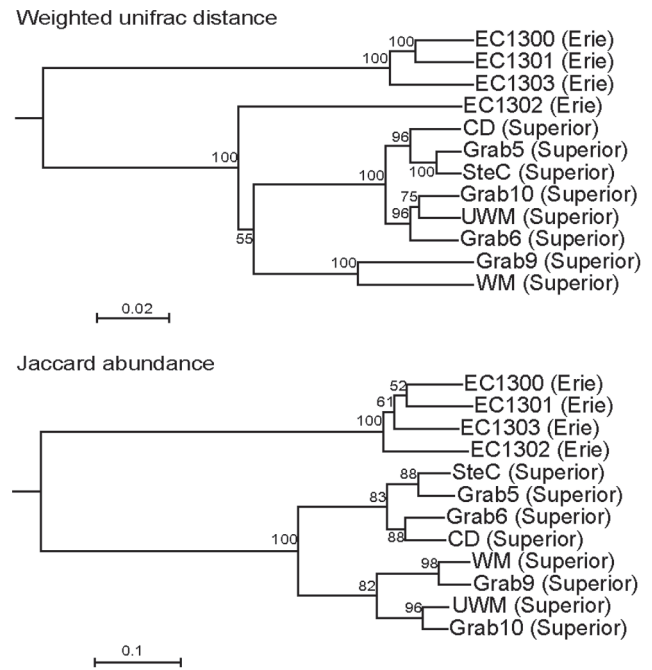 Weighted unifrac distance
100 EC1300 (Erie)
EC1301 (Erie)
100
EC1303 (Erie)
EC1302 (Erie)
CD (Superior)
96
Grab5 (Superior)
100
100 SteC (Superior)
100
75 Grab10 (Superior)
UWM (Superior)
96
Grab6 (Superior)
55
100 Grab9 (Superior)
WM (Superior)
0.02
Jaccard abundance
52 EC1300 (Erie)
61 EC1301 (Erie)
100 EC1303 (Erie)
EC1302 (Erie)
88 SteC (Superior)
83 Grab5 (Superior)
Grab6 (Superior)
100 88 CD (Superior)
98 WM (Superior)
82 Grab9 (Superior)
96 UWM (Superior)
Grab10 (Superior)
0.1